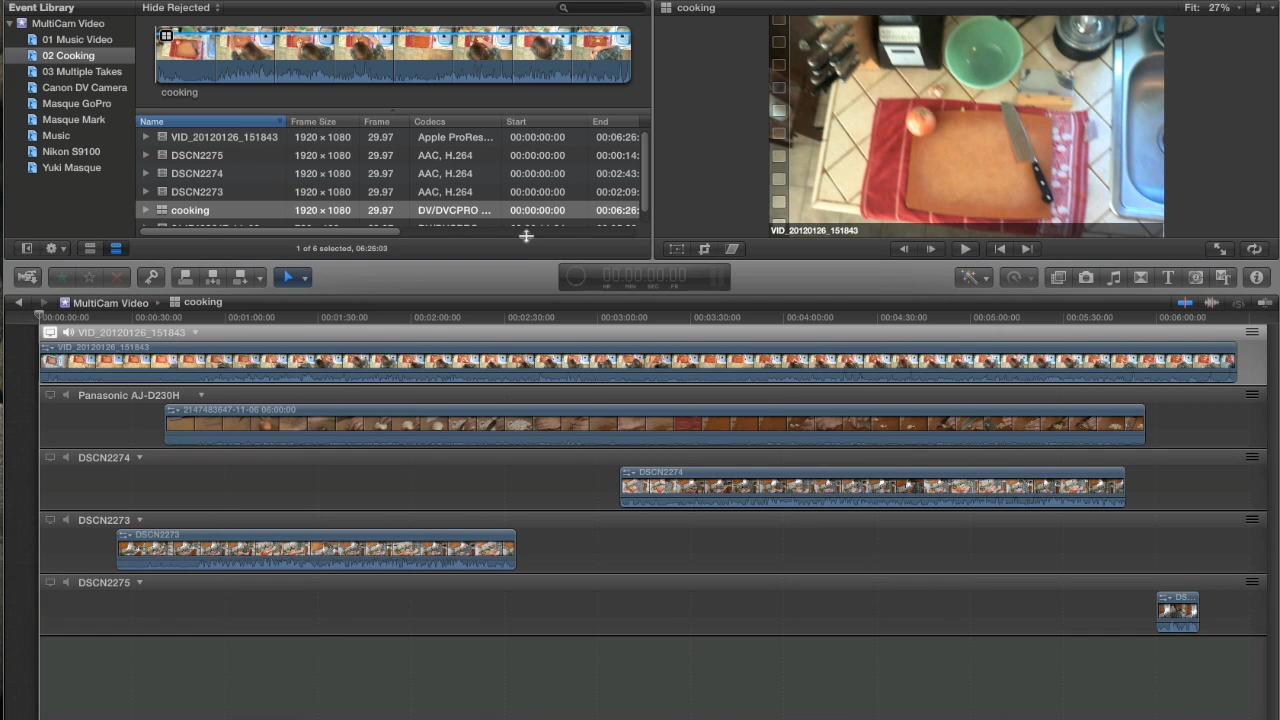 Event Library
Hide Rejected
cooking
Fit: 27%
MultiCam Video
01 Music Video
02 Cooking
03 Multiple Takes
Canon DV Camera
Masque GoPro
Masque Mark
Music
Nikon S9100
Yuki Masque
cooking
Name Frame Size Frame Codecs Start End
VID_20120126_151843 1920 × 1080 29.97 Apple ProRes... 00:00:00:00 00:06:26:
DSCN2275 1920 × 1080 29.97 AAC, H.264 00:00:00:00 00:00:14:
DSCN2274 1920 × 1080 29.97 AAC, H.264 00:00:00:00 00:02:43:
DSCN2273 1920 × 1080 29.97 AAC, H.264 00:00:00:00 00:02:09:
cooking 1920 × 1080 29.97 DV/DVCPRO ... 00:00:00:00 00:06:26:
VID_20120126_151843
1 of 6 selected, 06:26:03
00:00:00:00
HR MIN SEC FR
MultiCam Video cooking
00:00:00:00 00:00:30:00 00:01:00:00 00:01:30:00 00:02:00:00 00:02:30:00 00:03:00:00 00:03:30:00 00:04:00:00 00:04:30:00 00:05:00:00 00:05:30:00 00:06:00:00
VID_20120126_151843
VID_20120126_151843
Panasonic AJ-D230H
2147483647-11-06 06:00:00
DSCN2274
DSCN2274
DSCN2273
DSCN2273
DSCN2275
DS...